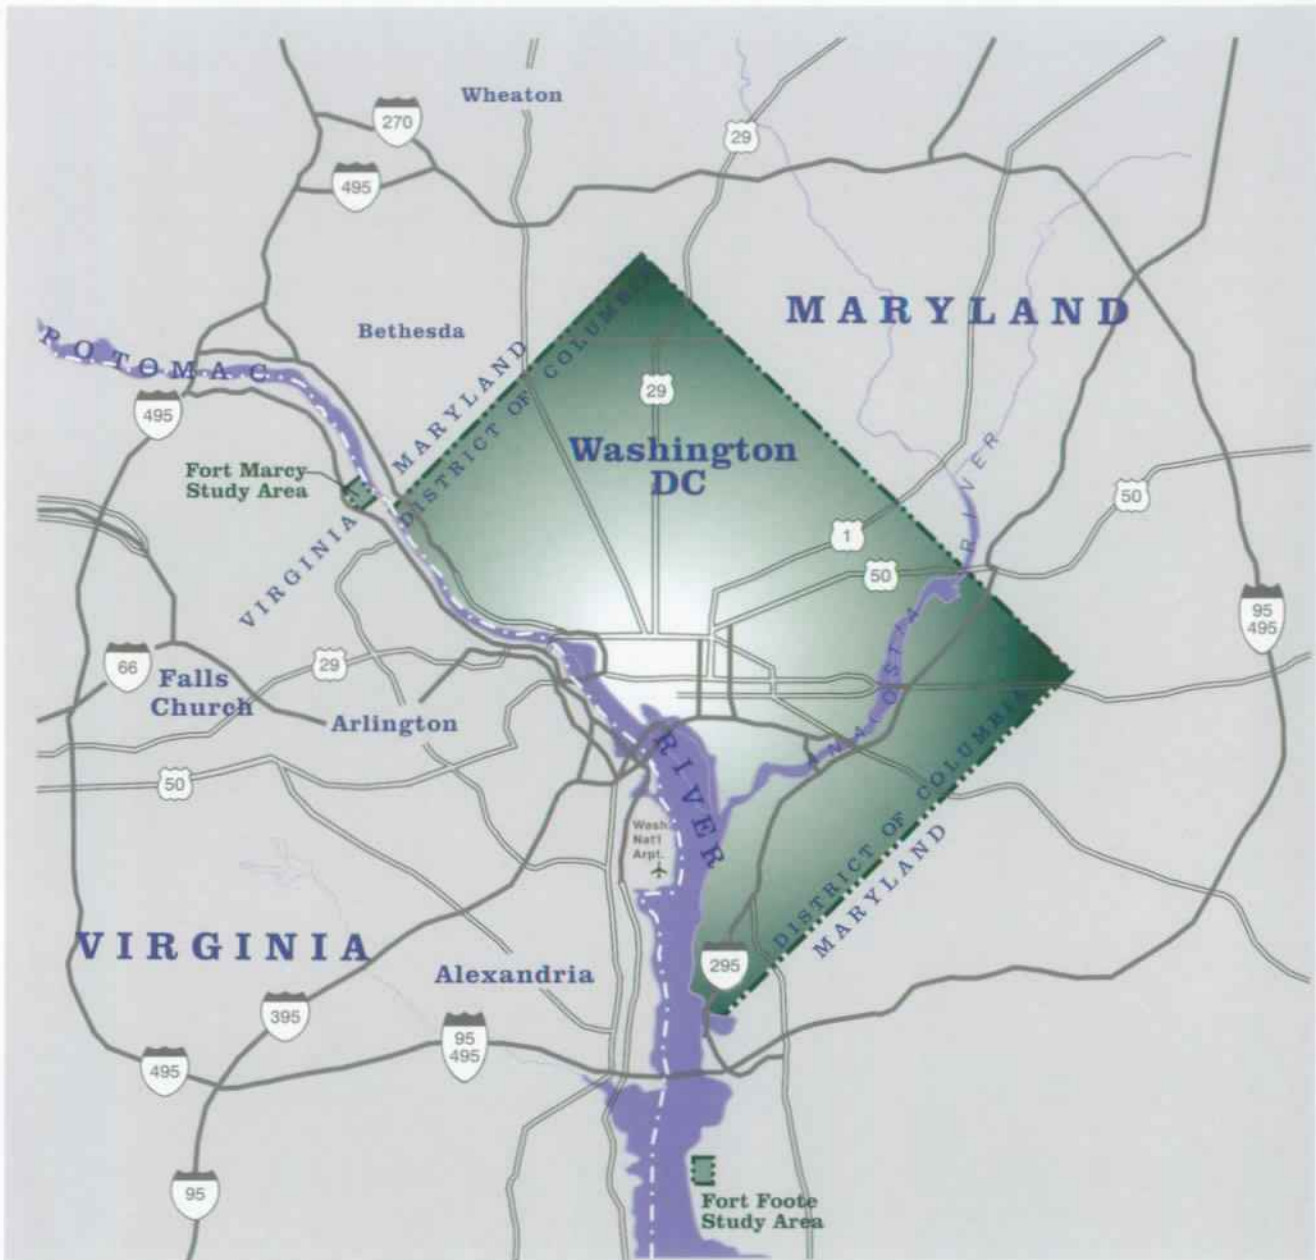 Wheaton
270
29
495
MARYLAND
Bethesda
POTOMAC
MARYLAND
DISTRICT OF COLUMBIA
29
495
Washington
DC
RIVER
Fort Marcy
Study Area
50
VIRGINIA
1
50
95
495
ANACOSTIA
66
29
Falls
Church
Arlington
RIVER
50
DISTRICT OF COLUMBIA
MARYLAND
Wash.
Nat'l
Arpt.
VIRGINIA
Alexandria
295
395
95
495
495
95
Fort Foote
Study Area